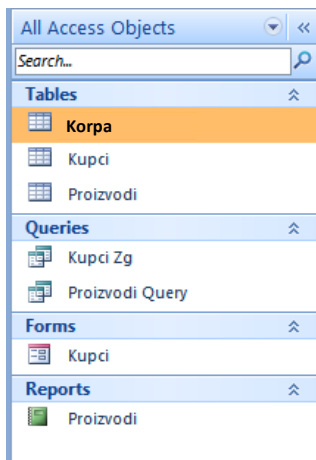 All Access Objects
Search...
Tables
Korpa
Kupci
Proizvodi
Queries
Kupci Zg
Proizvodi Query
Forms
Kupci
Reports
Proizvodi